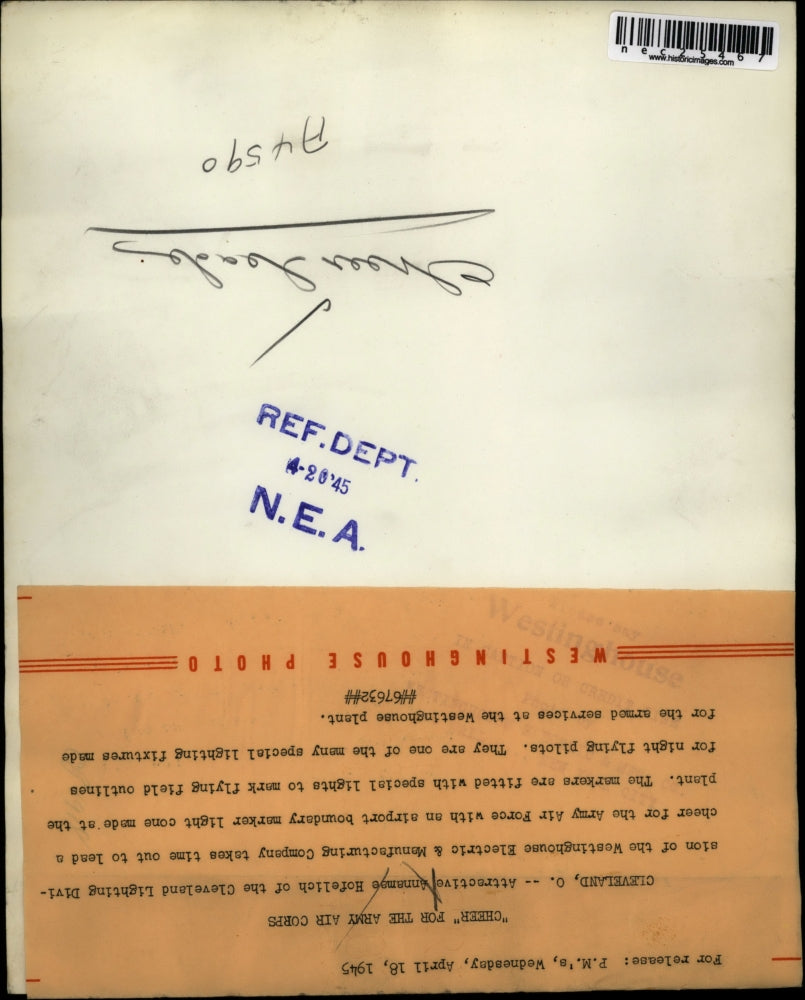 necz5467
www.historicimages.com
A4590
Cheer Leader
REF. DEPT.
4-20'45
N.E.A.
For release: P.M.'s, Wednesday, April 18, 1945
"CHEER" FOR THE ARMY AIR CORPS
CLEVELAND, O. -- Attractive Annamae Hofelich of the Cleveland Lighting Divi-
sion of the Westinghouse Electric & Manufacturing Company takes time out to lead a
cheer for the Army Air Force with an airport boundary marker light cone made at the
plant. The markers are fitted with special lights to mark flying field outlines
for night flying pilots. They are one of the many special lighting fixtures made
for the armed services at the Westinghouse plant.
##67632##
WESTINGHOUSE PHOTO
Westinghouse